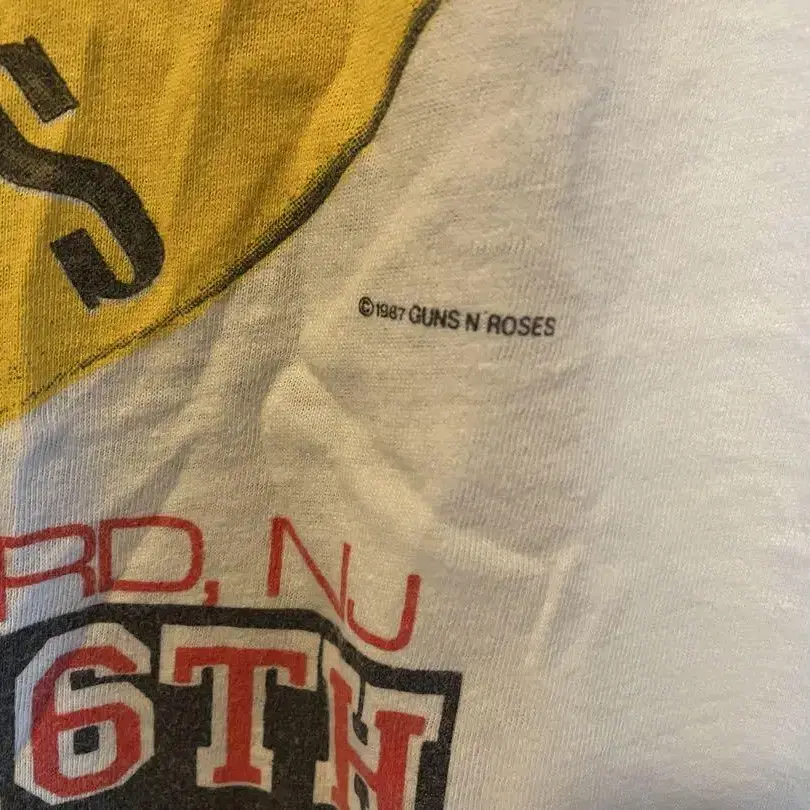 S
©1987 GUNS N' ROSES
RD, NJ
6TH